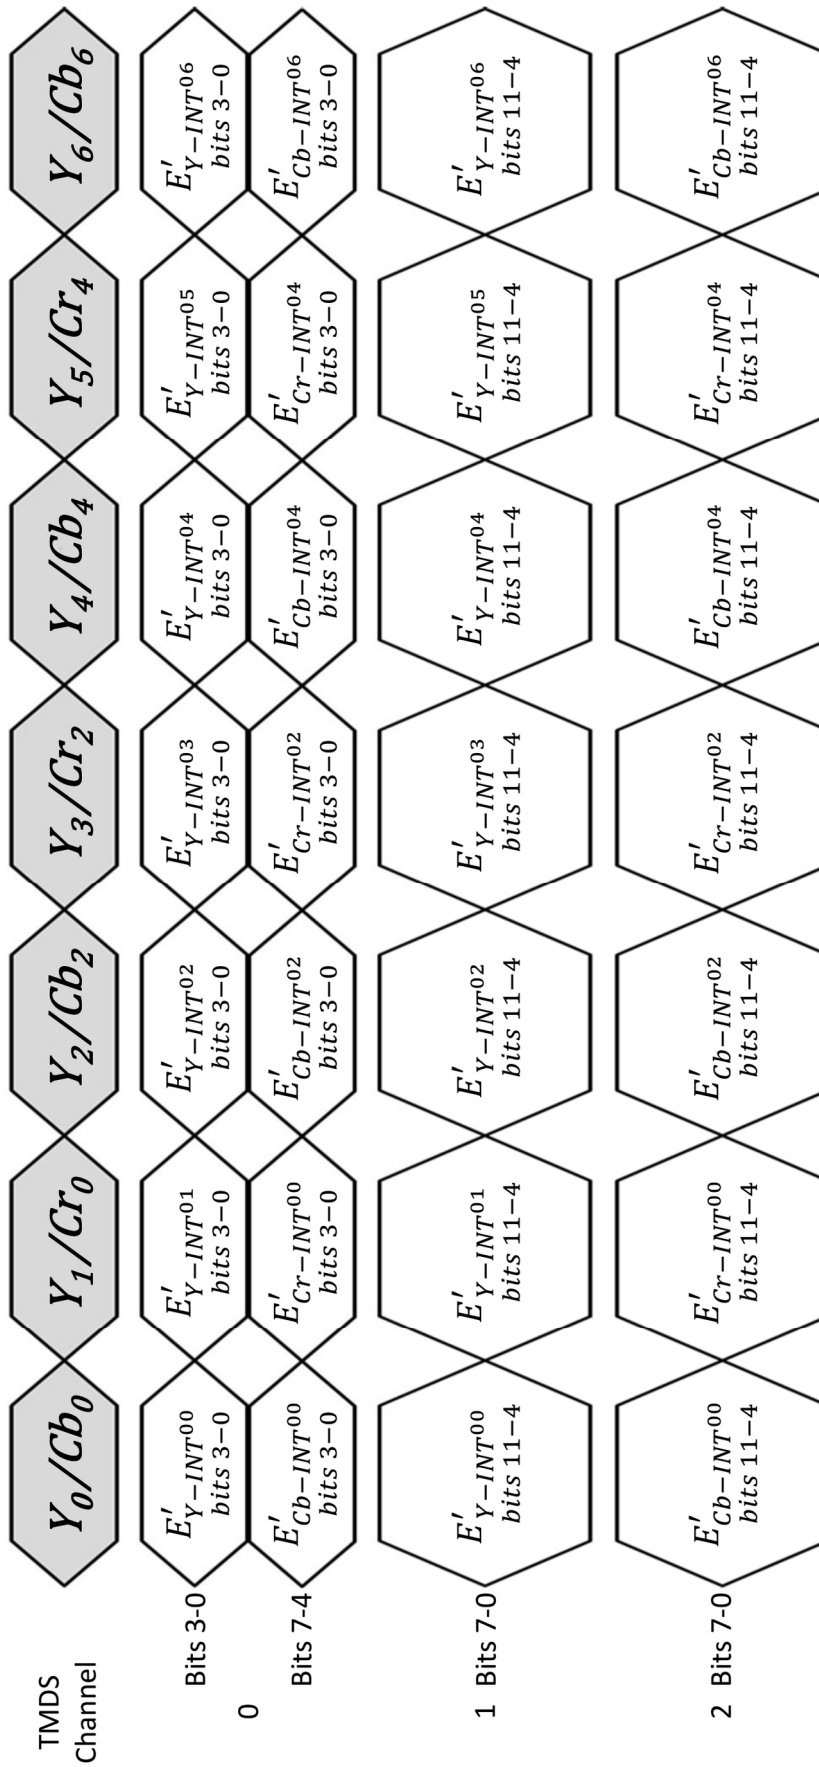 TMDS
Channel
Y0/Cb0 Y1/Cr0 Y2/Cb2 Y3/Cr2 Y4/Cb4 Y5/Cr4 Y6/Cb6
0
Bits 3-0
E′Y−INT00 E′Y−INT01 E′Y−INT02 E′Y−INT03 E′Y−INT04 E′Y−INT05 E′Y−INT06
bits 3−0 bits 3−0 bits 3−0 bits 3−0 bits 3−0 bits 3−0 bits 3−0
Bits 7-4
E′Cb−INT00 E′Cr−INT00 E′Cb−INT02 E′Cr−INT02 E′Cb−INT04 E′Cr−INT04 E′Cb−INT06
bits 3−0 bits 3−0 bits 3−0 bits 3−0 bits 3−0 bits 3−0 bits 3−0
1 Bits 7-0
E′Y−INT00 E′Y−INT01 E′Y−INT02 E′Y−INT03 E′Y−INT04 E′Y−INT05 E′Y−INT06
bits 11−4 bits 11−4 bits 11−4 bits 11−4 bits 11−4 bits 11−4 bits 11−4
2 Bits 7-0
E′Cb−INT00 E′Cr−INT00 E′Cb−INT02 E′Cr−INT02 E′Cb−INT04 E′Cr−INT04 E′Cb−INT06
bits 11−4 bits 11−4 bits 11−4 bits 11−4 bits 11−4 bits 11−4 bits 11−4